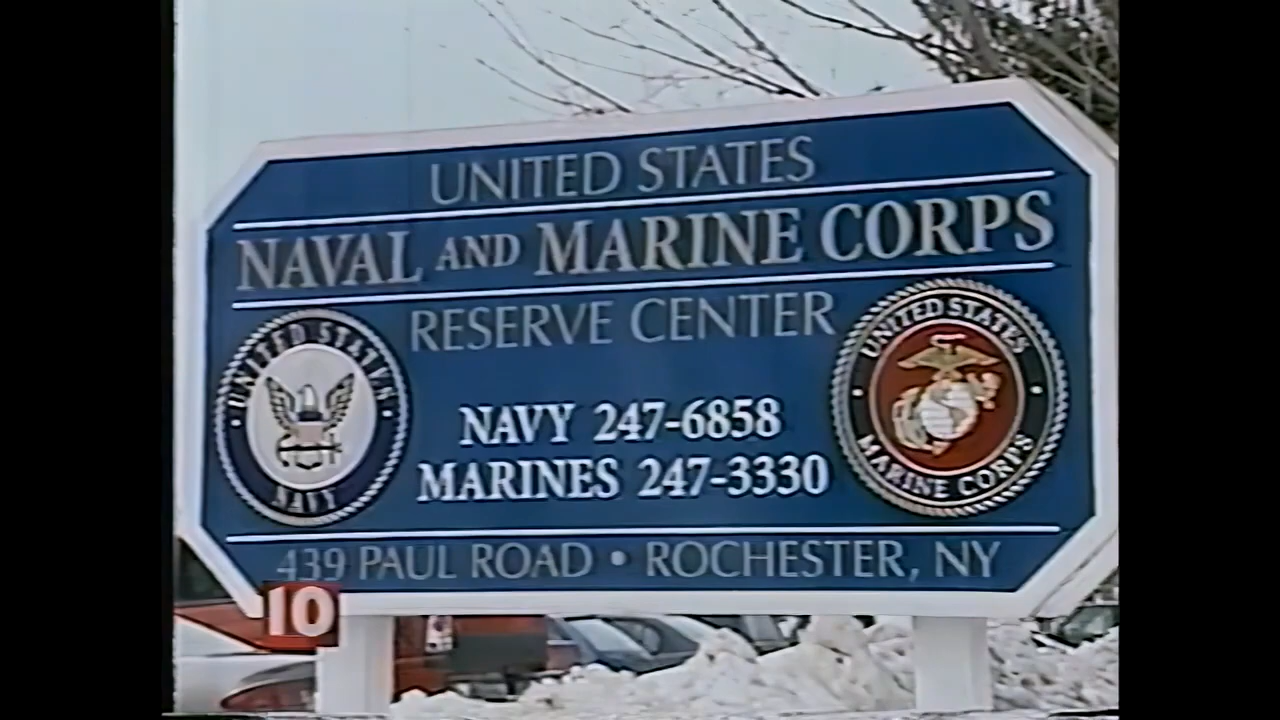 UNITED STATES
NAVAL AND MARINE CORPS
RESERVE CENTER
UNITED STATES
NAVY
UNITED STATES
MARINE CORPS
NAVY 247-6858
MARINES 247-3330
439 PAUL ROAD • ROCHESTER, NY
10